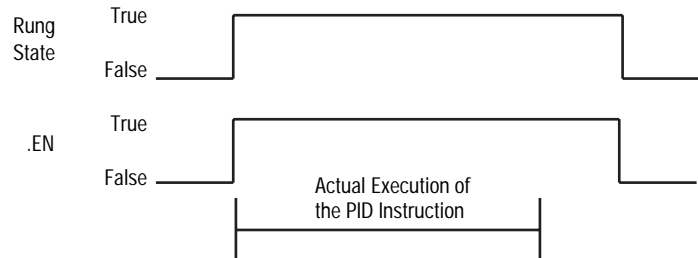 True
Rung
State
False
True
.EN
False
Actual Execution of
the PID Instruction